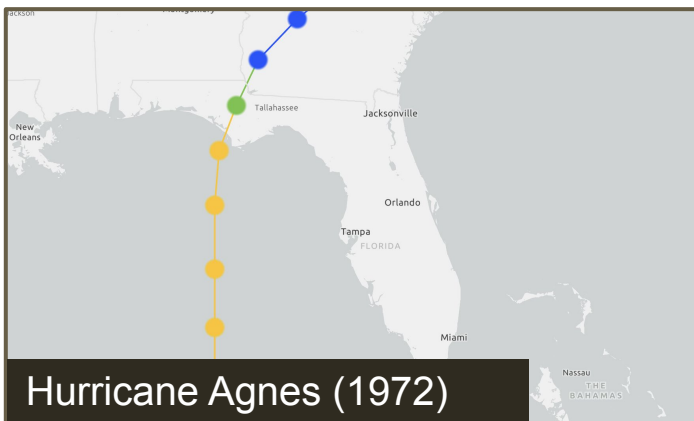 Jackson
Tallahassee
Jacksonville
New
Orleans
Orlando
Tampa
FLORIDA
Miami
Nassau
THE
BAHAMAS
Hurricane Agnes (1972)